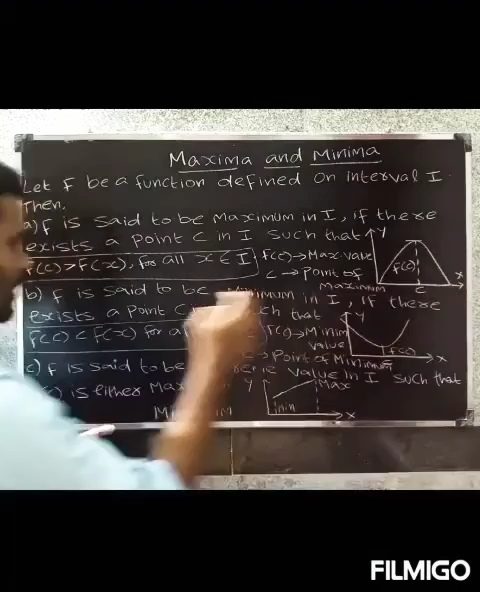 Maxima and Minima
Let f be a function defined on interval I.
Then,
a) f is said to be Maximum in I, if there
exists a point C in I such that
f(c) > f(x), for all x ∈ I
f(c) → Max value
c → Point of
Maximum
Y
f(c)
x
c
b) f is said to be Minimum in I, if there
exists a point C such that
f(c) < f(x) for
f(c) → Minim
value
→ Point of Minimum
Y
f(c)
x
c
c) f is said to be value in I such that
is either Max
Minimum
Y
Max
min
x
FILMIGO